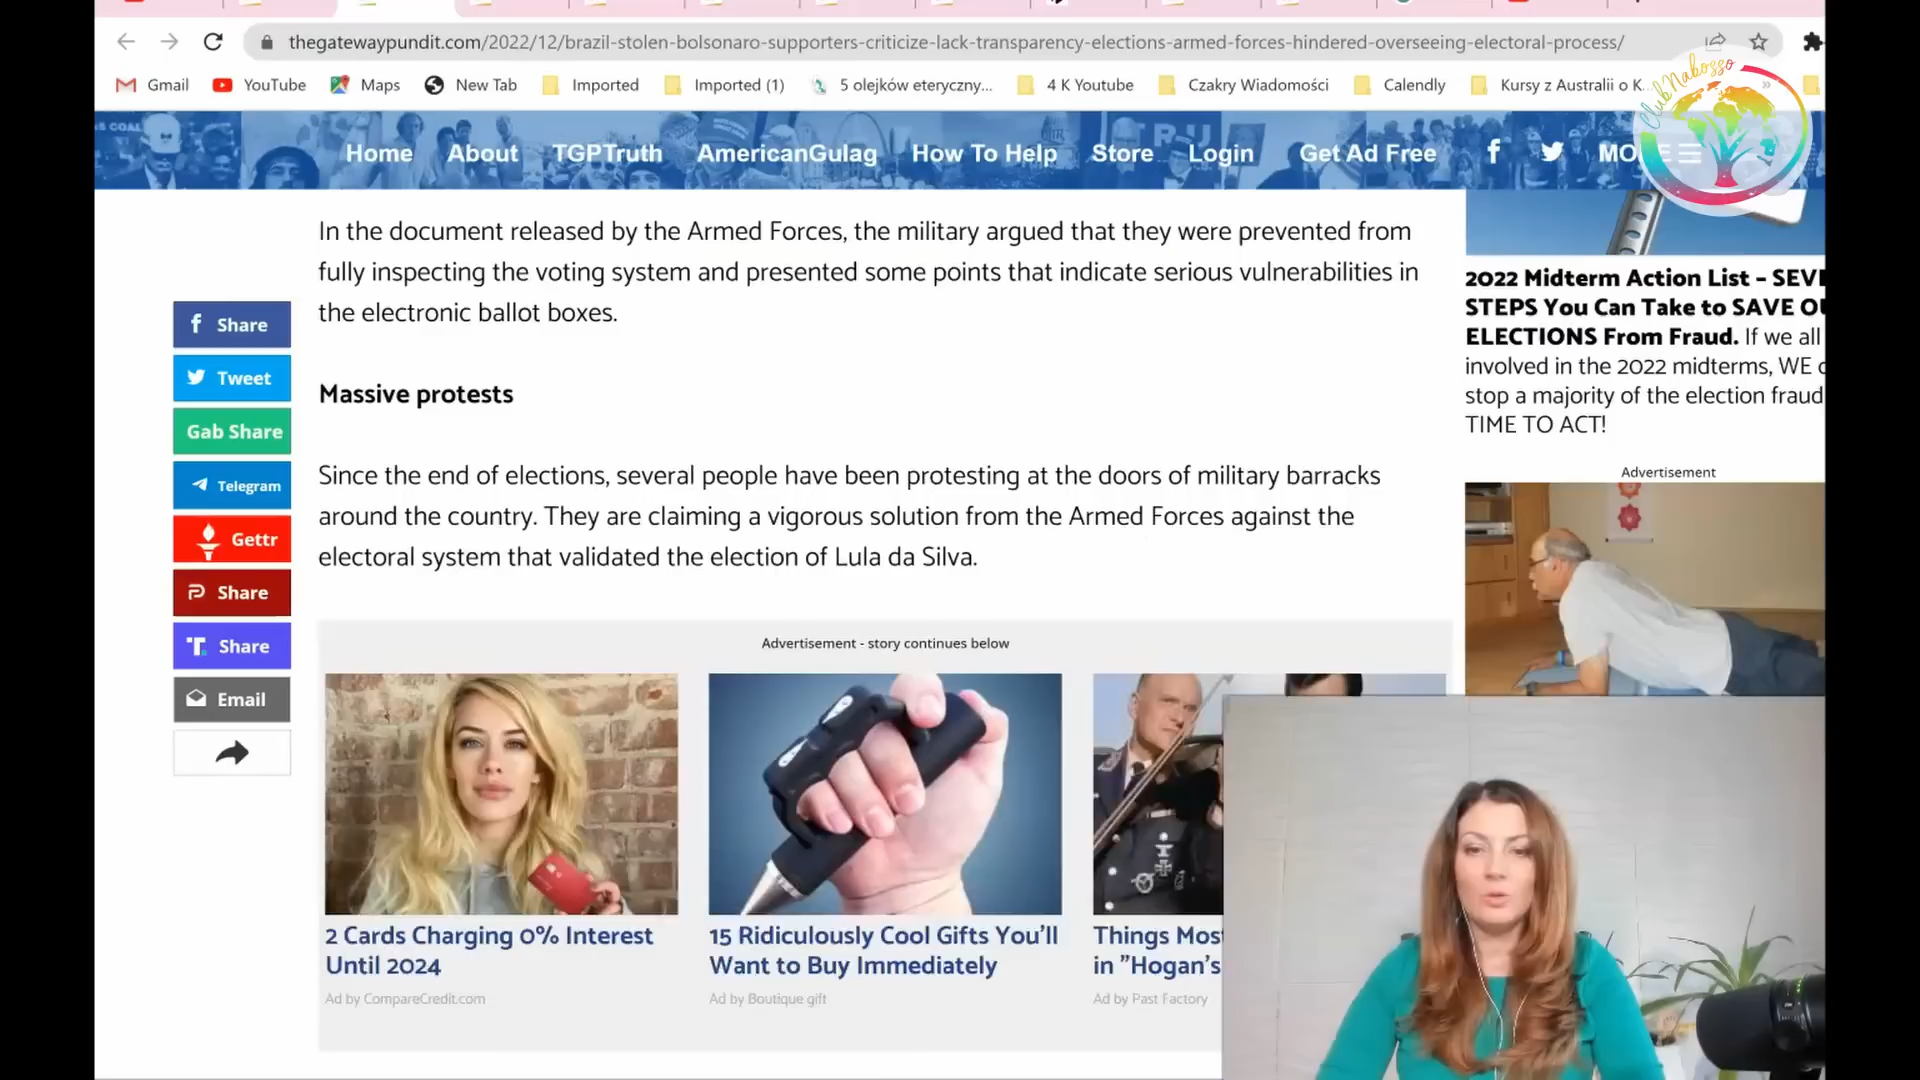 thegatewaypundit.com/2022/12/brazil-stolen-bolsonaro-supporters-criticize-lack-transparency-elections-armed-forces-hindered-overseeing-electoral-process/
Gmail YouTube Maps New Tab Imported Imported (1) 5 olejków eteryczny... 4 K Youtube Czakry Wiadomości Calendly Kursy z Australii o K...
ClubNabosso
S COAL
Home About TGPTruth AmericanGulag How To Help Store Login Get Ad Free
In the document released by the Armed Forces, the military argued that they were prevented from
fully inspecting the voting system and presented some points that indicate serious vulnerabilities in
the electronic ballot boxes.
Massive protests
Since the end of elections, several people have been protesting at the doors of military barracks
around the country. They are claiming a vigorous solution from the Armed Forces against the
electoral system that validated the election of Lula da Silva.
Share
Tweet
Gab Share
Telegram
Gettr
Share
Share
Email
2022 Midterm Action List – SEV
STEPS You Can Take to SAVE O
ELECTIONS From Fraud. If we all
involved in the 2022 midterms, WE
stop a majority of the election fraud
TIME TO ACT!
Advertisement
Advertisement - story continues below
2 Cards Charging 0% Interest
Until 2024
Ad by CompareCredit.com
15 Ridiculously Cool Gifts You'll
Want to Buy Immediately
Ad by Boutique gift
Things Mos
in "Hogan's
Ad by Past Factory